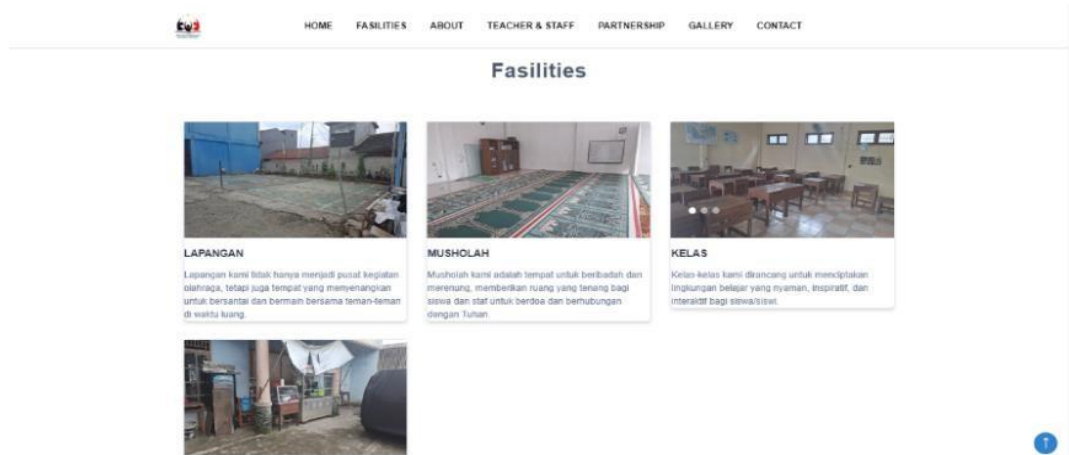 HOME FASILITIES ABOUT TEACHER & STAFF PARTNERSHIP GALLERY CONTACT
Fasilities
LAPANGAN
Lapangan kami tidak hanya menjadi pusat kegiatan
olahraga, tetapi juga tempat yang menyenangkan
untuk bersantai dan bermain bersama teman-teman
di waktu luang.
MUSHOLAH
Musholah kami adalah tempat untuk beribadah dan
merenung, memberikan ruang yang tenang bagi
siswa dan staf untuk berdoa dan berhubungan
dengan Tuhan.
KELAS
Kelas-kelas kami dirancang untuk menciptakan
lingkungan belajar yang nyaman, inspiratif, dan
interaktif bagi siswa/siswi.